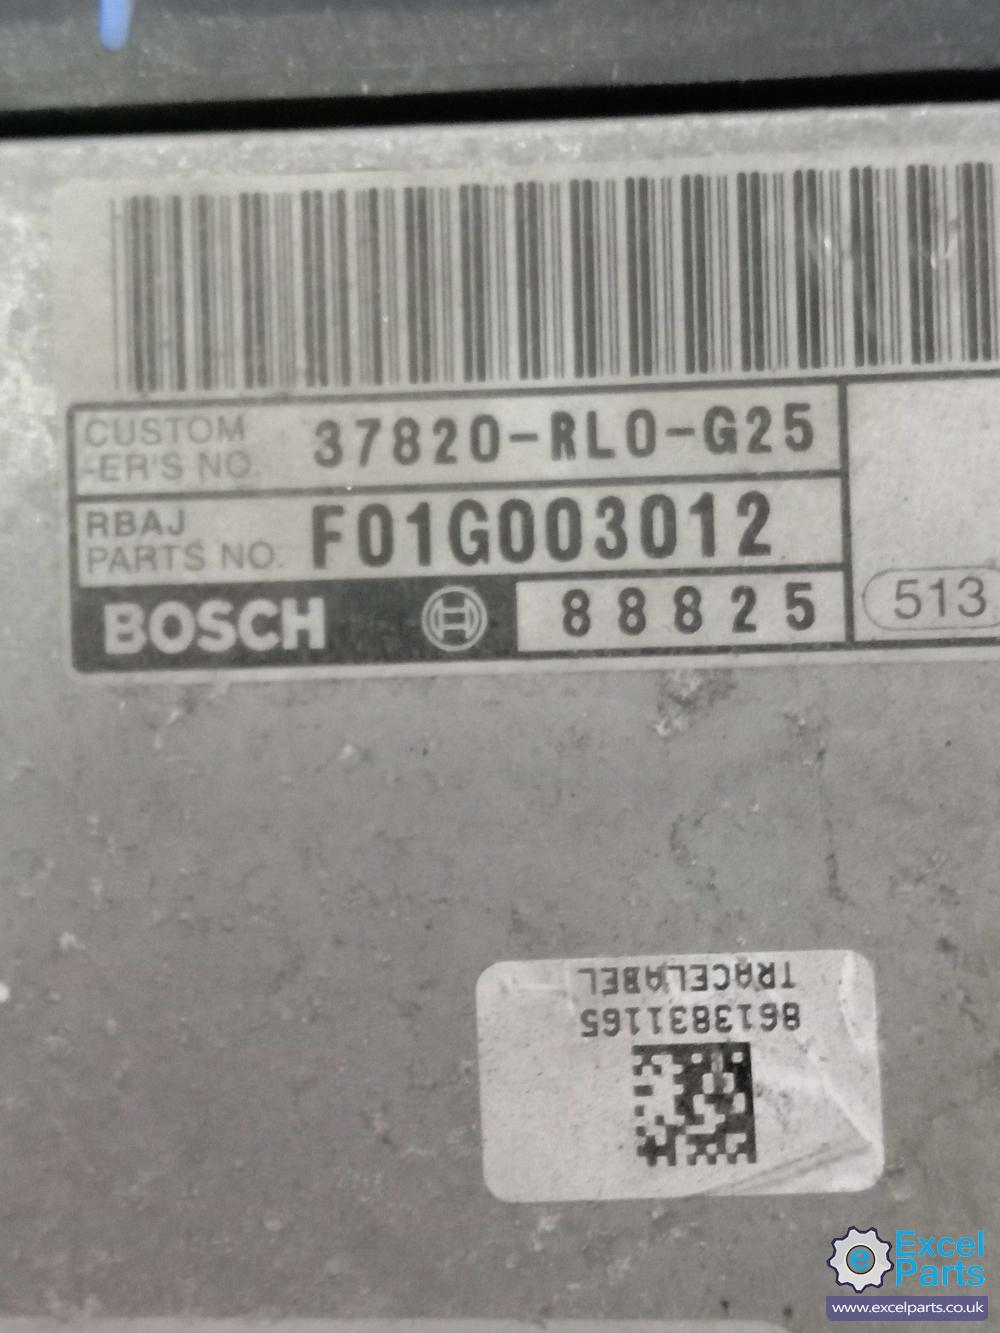 CUSTOM
-ER'S NO.
37820-RL0-G25
RBAJ
PARTS NO.
F01G003012
BOSCH
88825
513
TRACELABEL
8613831165
e Excel
Parts
www.excelparts.co.uk